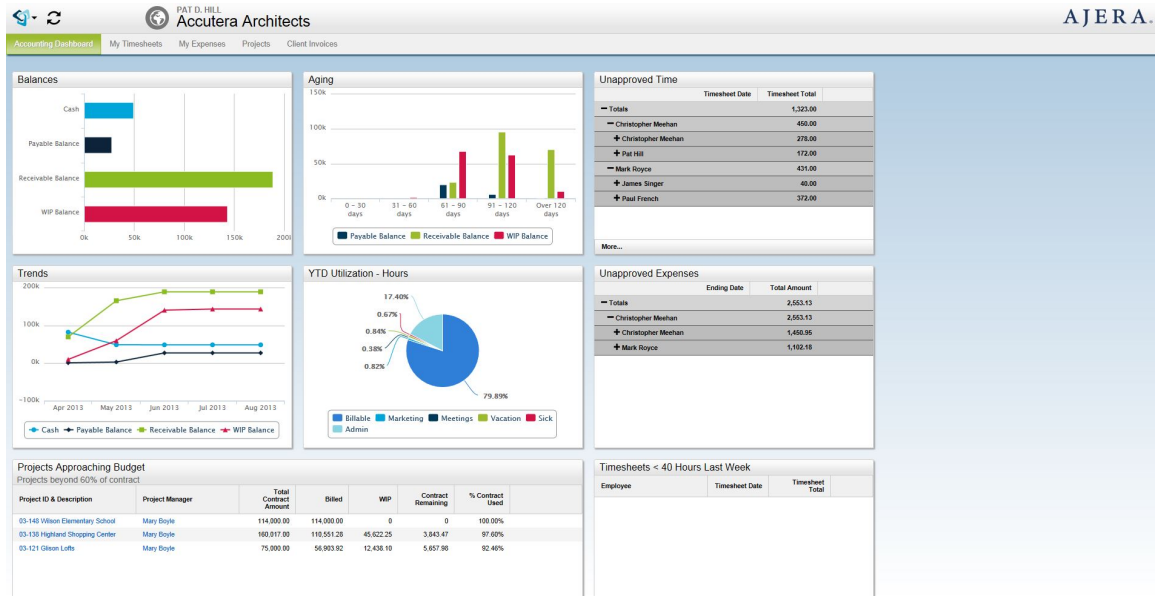 PAT D. HILL
Accutera Architects
AJERA.
Accounting Dashboard My Timesheets My Expenses Projects Client Invoices
Balances
Cash
Payable Balance
Receivable Balance
WIP Balance
0k 50k 100k 150k 200k
Aging
150k
100k
50k
0k
0 - 30 days 31 - 60 days 61 - 90 days 91 - 120 days Over 120 days
Payable Balance Receivable Balance WIP Balance
Unapproved Time
Timesheet Date Timesheet Total
Totals 1,323.00
Christopher Meehan 450.00
Christopher Meehan 278.00
Pat Hill 172.00
Mark Royce 431.00
James Singer 40.00
Paul French 372.00
More...
Trends
200k
100k
0k
-100k
Apr 2013 May 2013 Jun 2013 Jul 2013 Aug 2013
Cash Payable Balance Receivable Balance WIP Balance
YTD Utilization - Hours
17.40%
0.67%
0.84%
0.38%
0.82%
79.89%
Billable Marketing Meetings Vacation Sick
Admin
Unapproved Expenses
Ending Date Total Amount
Totals 2,553.13
Christopher Meehan 2,553.13
Christopher Meehan 1,450.95
Mark Royce 1,102.18
Projects Approaching Budget
Projects beyond 60% of contract
Project ID & Description Project Manager Total Contract Amount Billed WIP Contract Remaining % Contract Used
03-148 Wilson Elementary School Mary Boyle 114,000.00 114,000.00 0 0 100.00%
03-138 Highland Shopping Center Mary Boyle 160,017.00 110,551.28 45,622.25 3,843.47 97.60%
03-121 Glison Lofts Mary Boyle 75,000.00 56,903.92 12,438.10 5,657.98 92.46%
Timesheets < 40 Hours Last Week
Employee Timesheet Date Timesheet Total